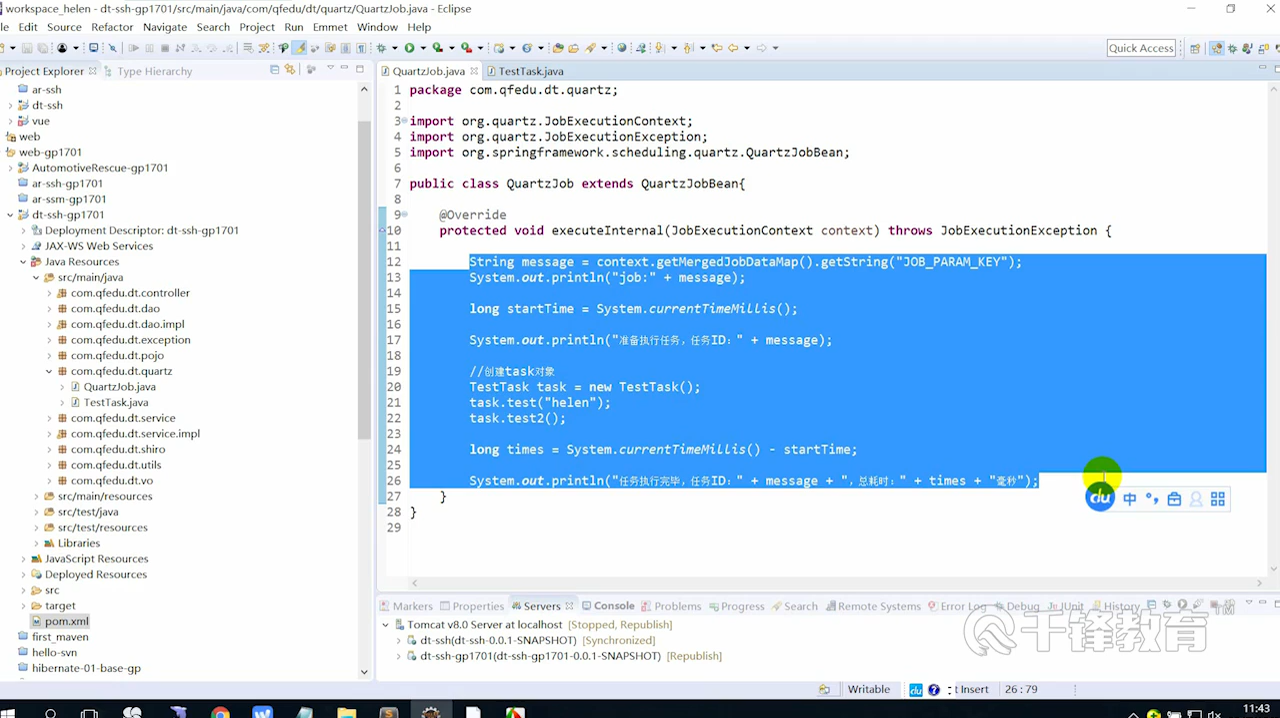 workspace_helen - dt-ssh-gp1701/src/main/java/com/qfedu/dt/quartz/QuartzJob.java - Eclipse
le Edit Source Refactor Navigate Search Project Run Emmet Window Help
Quick Access
Project Explorer Type Hierarchy
ar-ssh
dt-ssh
vue
web
web-gp1701
AutomotiveRescue-gp1701
ar-ssh-gp1701
ar-ssm-gp1701
dt-ssh-gp1701
Deployment Descriptor: dt-ssh-gp1701
JAX-WS Web Services
Java Resources
src/main/java
com.qfedu.dt.controller
com.qfedu.dt.dao
com.qfedu.dt.dao.impl
com.qfedu.dt.exception
com.qfedu.dt.pojo
com.qfedu.dt.quartz
QuartzJob.java
TestTask.java
com.qfedu.dt.service
com.qfedu.dt.service.impl
com.qfedu.dt.shiro
com.qfedu.dt.utils
com.qfedu.dt.vo
src/main/resources
src/test/java
src/test/resources
Libraries
JavaScript Resources
Deployed Resources
src
target
pom.xml
first_maven
hello-svn
hibernate-01-base-gp
QuartzJob.java TestTask.java
1 package com.qfedu.dt.quartz;
2
3 import org.quartz.JobExecutionContext;
4 import org.quartz.JobExecutionException;
5 import org.springframework.scheduling.quartz.QuartzJobBean;
6
7 public class QuartzJob extends QuartzJobBean{
8
9 @Override
10 protected void executeInternal(JobExecutionContext context) throws JobExecutionException {
11
12 String message = context.getMergedJobDataMap().getString("JOB_PARAM_KEY");
13 System.out.println("job:" + message);
14
15 long startTime = System.currentTimeMillis();
16
17 System.out.println("准备执行任务，任务ID：" + message);
18
19 //创建task对象
20 TestTask task = new TestTask();
21 task.test("helen");
22 task.test2();
23
24 long times = System.currentTimeMillis() - startTime;
25
26 System.out.println("任务执行完毕，任务ID：" + message + "，总耗时：" + times + "毫秒");
27 }
28 }
29
du 中 °,
Markers Properties Servers Console Problems Progress Search Remote Systems Error Log Debug JUnit History
Tomcat v8.0 Server at localhost [Stopped, Republish]
dt-ssh(dt-ssh-0.0.1-SNAPSHOT) [Synchronized]
dt-ssh-gp1701(dt-ssh-gp1701-0.0.1-SNAPSHOT) [Republish]
千锋教育 TM
Writable du t Insert 26 : 79
11:43